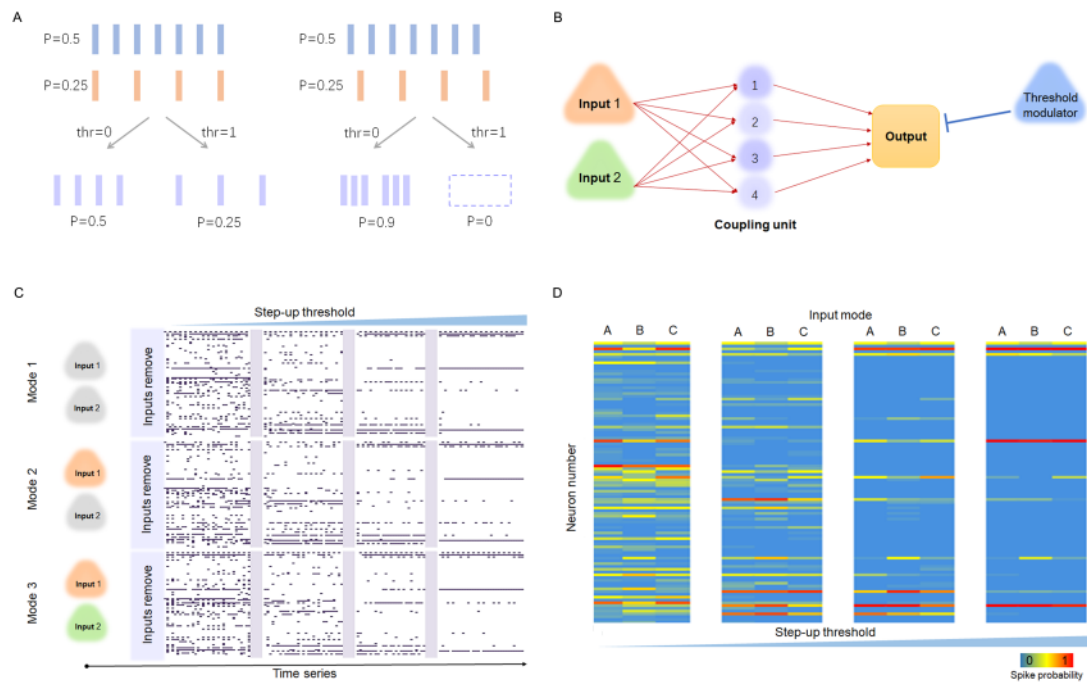 A
P=0.5
P=0.25
thr=0
thr=1
P=0.5
P=0.25
P=0.5
P=0.25
thr=0
thr=1
P=0.9
P=0
B
Input 1
Input 2
1
2
3
4
Coupling unit
Output
Threshold
modulator
C
Step-up threshold
Mode 1
Input 1
Input 2
Inputs remove
Mode 2
Input 1
Input 2
Inputs remove
Mode 3
Input 1
Input 2
Inputs remove
Time series
D
Input mode
A B C
A B C
A B C
A B C
Neuron number
Step-up threshold
0 1
Spike probability